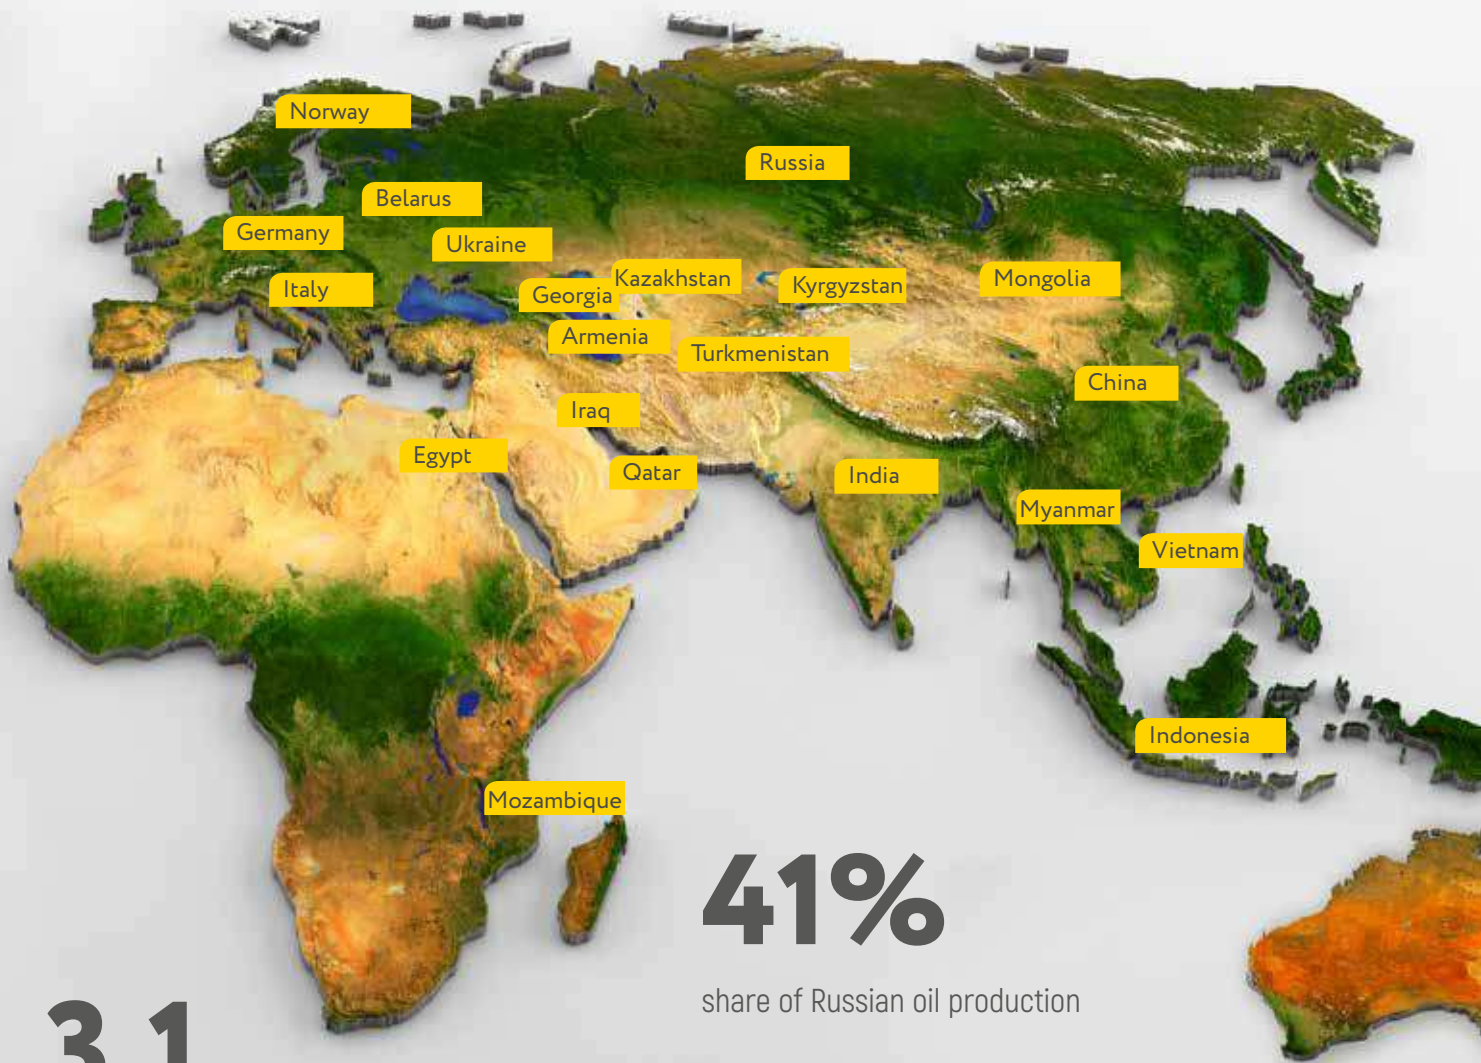 Norway
Russia
Belarus
Germany
Ukraine
Kazakhstan
Mongolia
Italy
Georgia
Kyrgyzstan
Armenia
Turkmenistan
China
Iraq
Egypt
Qatar
India
Myanmar
Vietnam
Indonesia
Mozambique
41%
share of Russian oil production
3.1